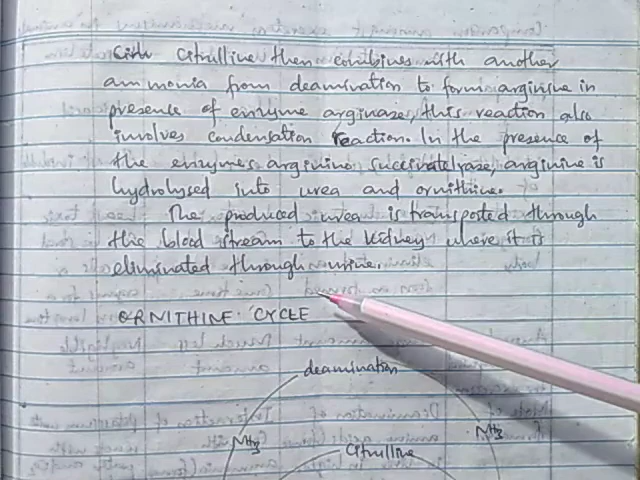 (iii) Citrulline then combines with another
ammonia from deamination to form arginine in
presence of enzyme arginase, this reaction also
involves condensation reaction. In the presence of
the enzymes arginino succinatelyase, arginine is
hydrolysed into urea and ornithine.
The produced urea is transposted through
the blood stream to the kidneys where it is
eliminated through urine.
ORNITHINE CYCLE
deamination
NH3 NH3
Citrulline